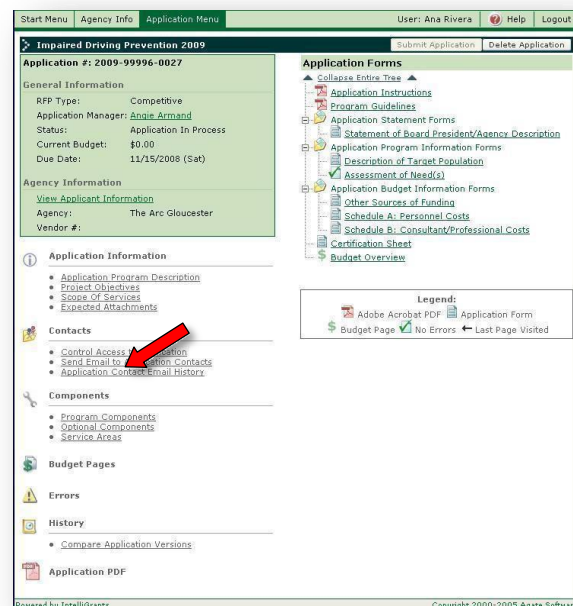 Start Menu Agency Info Application Menu User: Ana Rivera Help Logout
Impaired Driving Prevention 2009 Submit Application Delete Application
Application #: 2009-99996-0027
General Information
RFP Type: Competitive
Application Manager: Angie Armand
Status: Application In Process
Current Budget: $0.00
Due Date: 11/15/2008 (Sat)
Agency Information
View Applicant Information
Agency: The Arc Gloucester
Vendor #:
Application Information
Application Program Description
Project Objectives
Scope Of Services
Expected Attachments
Contacts
Control Access
Send Email to Contacts
Application Contact Email History
Components
Program Components
Optional Components
Service Areas
Budget Pages
Errors
History
Compare Application Versions
Application PDF
Application Forms
Collapse Entire Tree
Application Instructions
Program Guidelines
Application Statement Forms
Statement of Board President/Agency Description
Application Program Information Forms
Description of Target Population
Assessment of Need(s)
Application Budget Information Forms
Other Sources of Funding
Schedule A: Personnel Costs
Schedule B: Consultant/Professional Costs
Certification Sheet
Budget Overview
Legend:
Adobe Acrobat PDF Application Form
Budget Page No Errors Last Page Visited
Powered by IntelliGrants Copyright 2000-2005 Agate Software